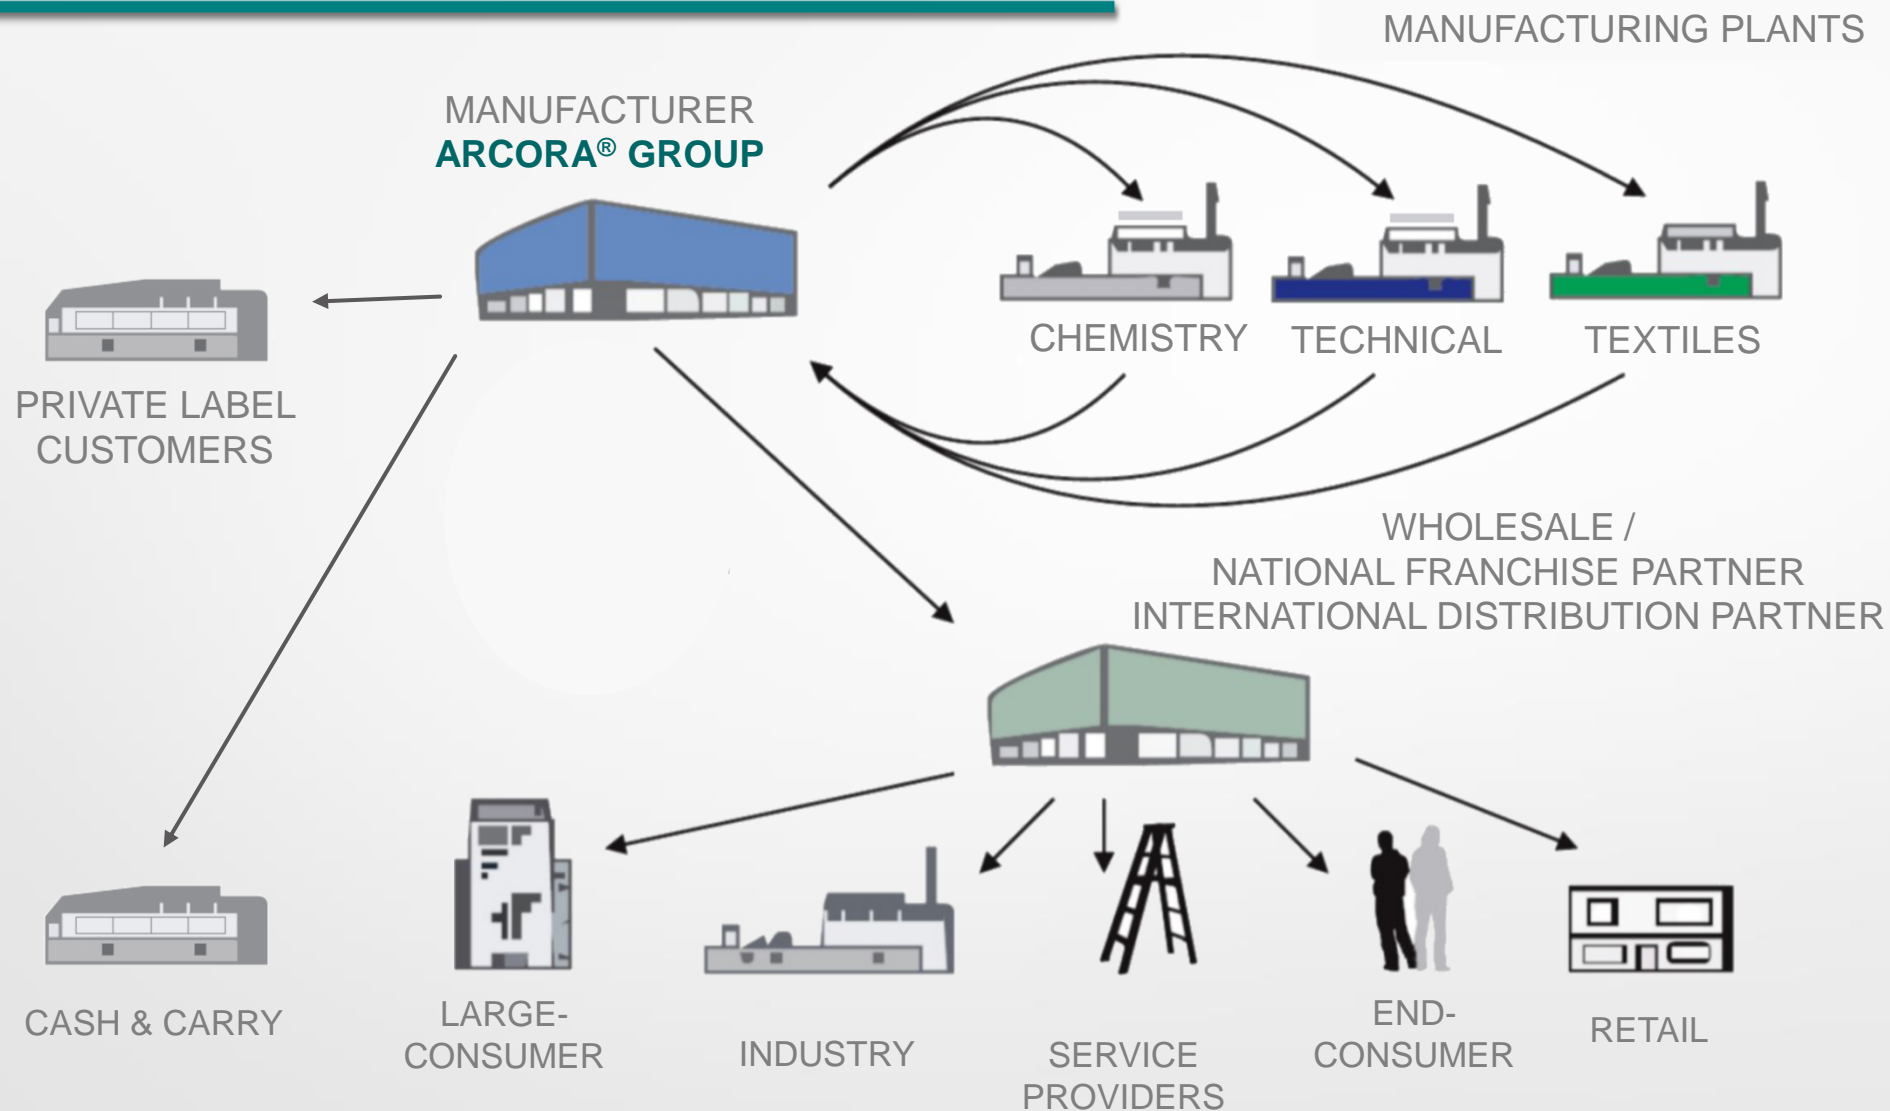 MANUFACTURING PLANTS
MANUFACTURER
ARCORA® GROUP
CHEMISTRY
TECHNICAL
TEXTILES
PRIVATE LABEL
CUSTOMERS
WHOLESALE /
NATIONAL FRANCHISE PARTNER
INTERNATIONAL DISTRIBUTION PARTNER
CASH & CARRY
LARGE-
CONSUMER
INDUSTRY
SERVICE
PROVIDERS
END-
CONSUMER
RETAIL